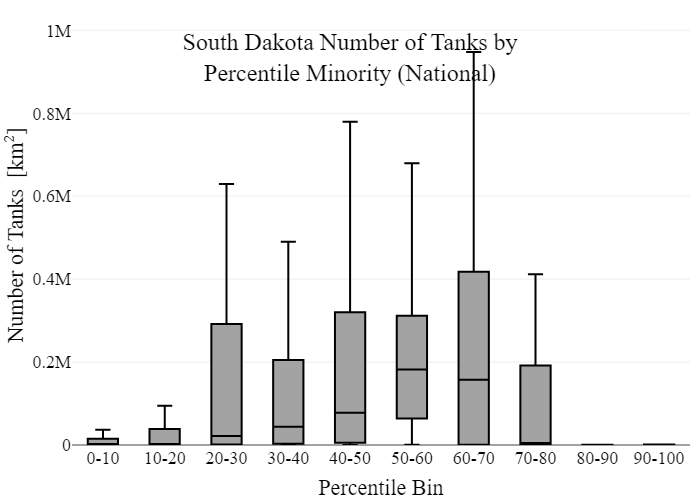 South Dakota Number of Tanks by
Percentile Minority (National)
Number of Tanks [km²]
1M
0.8M
0.6M
0.4M
0.2M
0
0-10 10-20 20-30 30-40 40-50 50-60 60-70 70-80 80-90 90-100
Percentile Bin